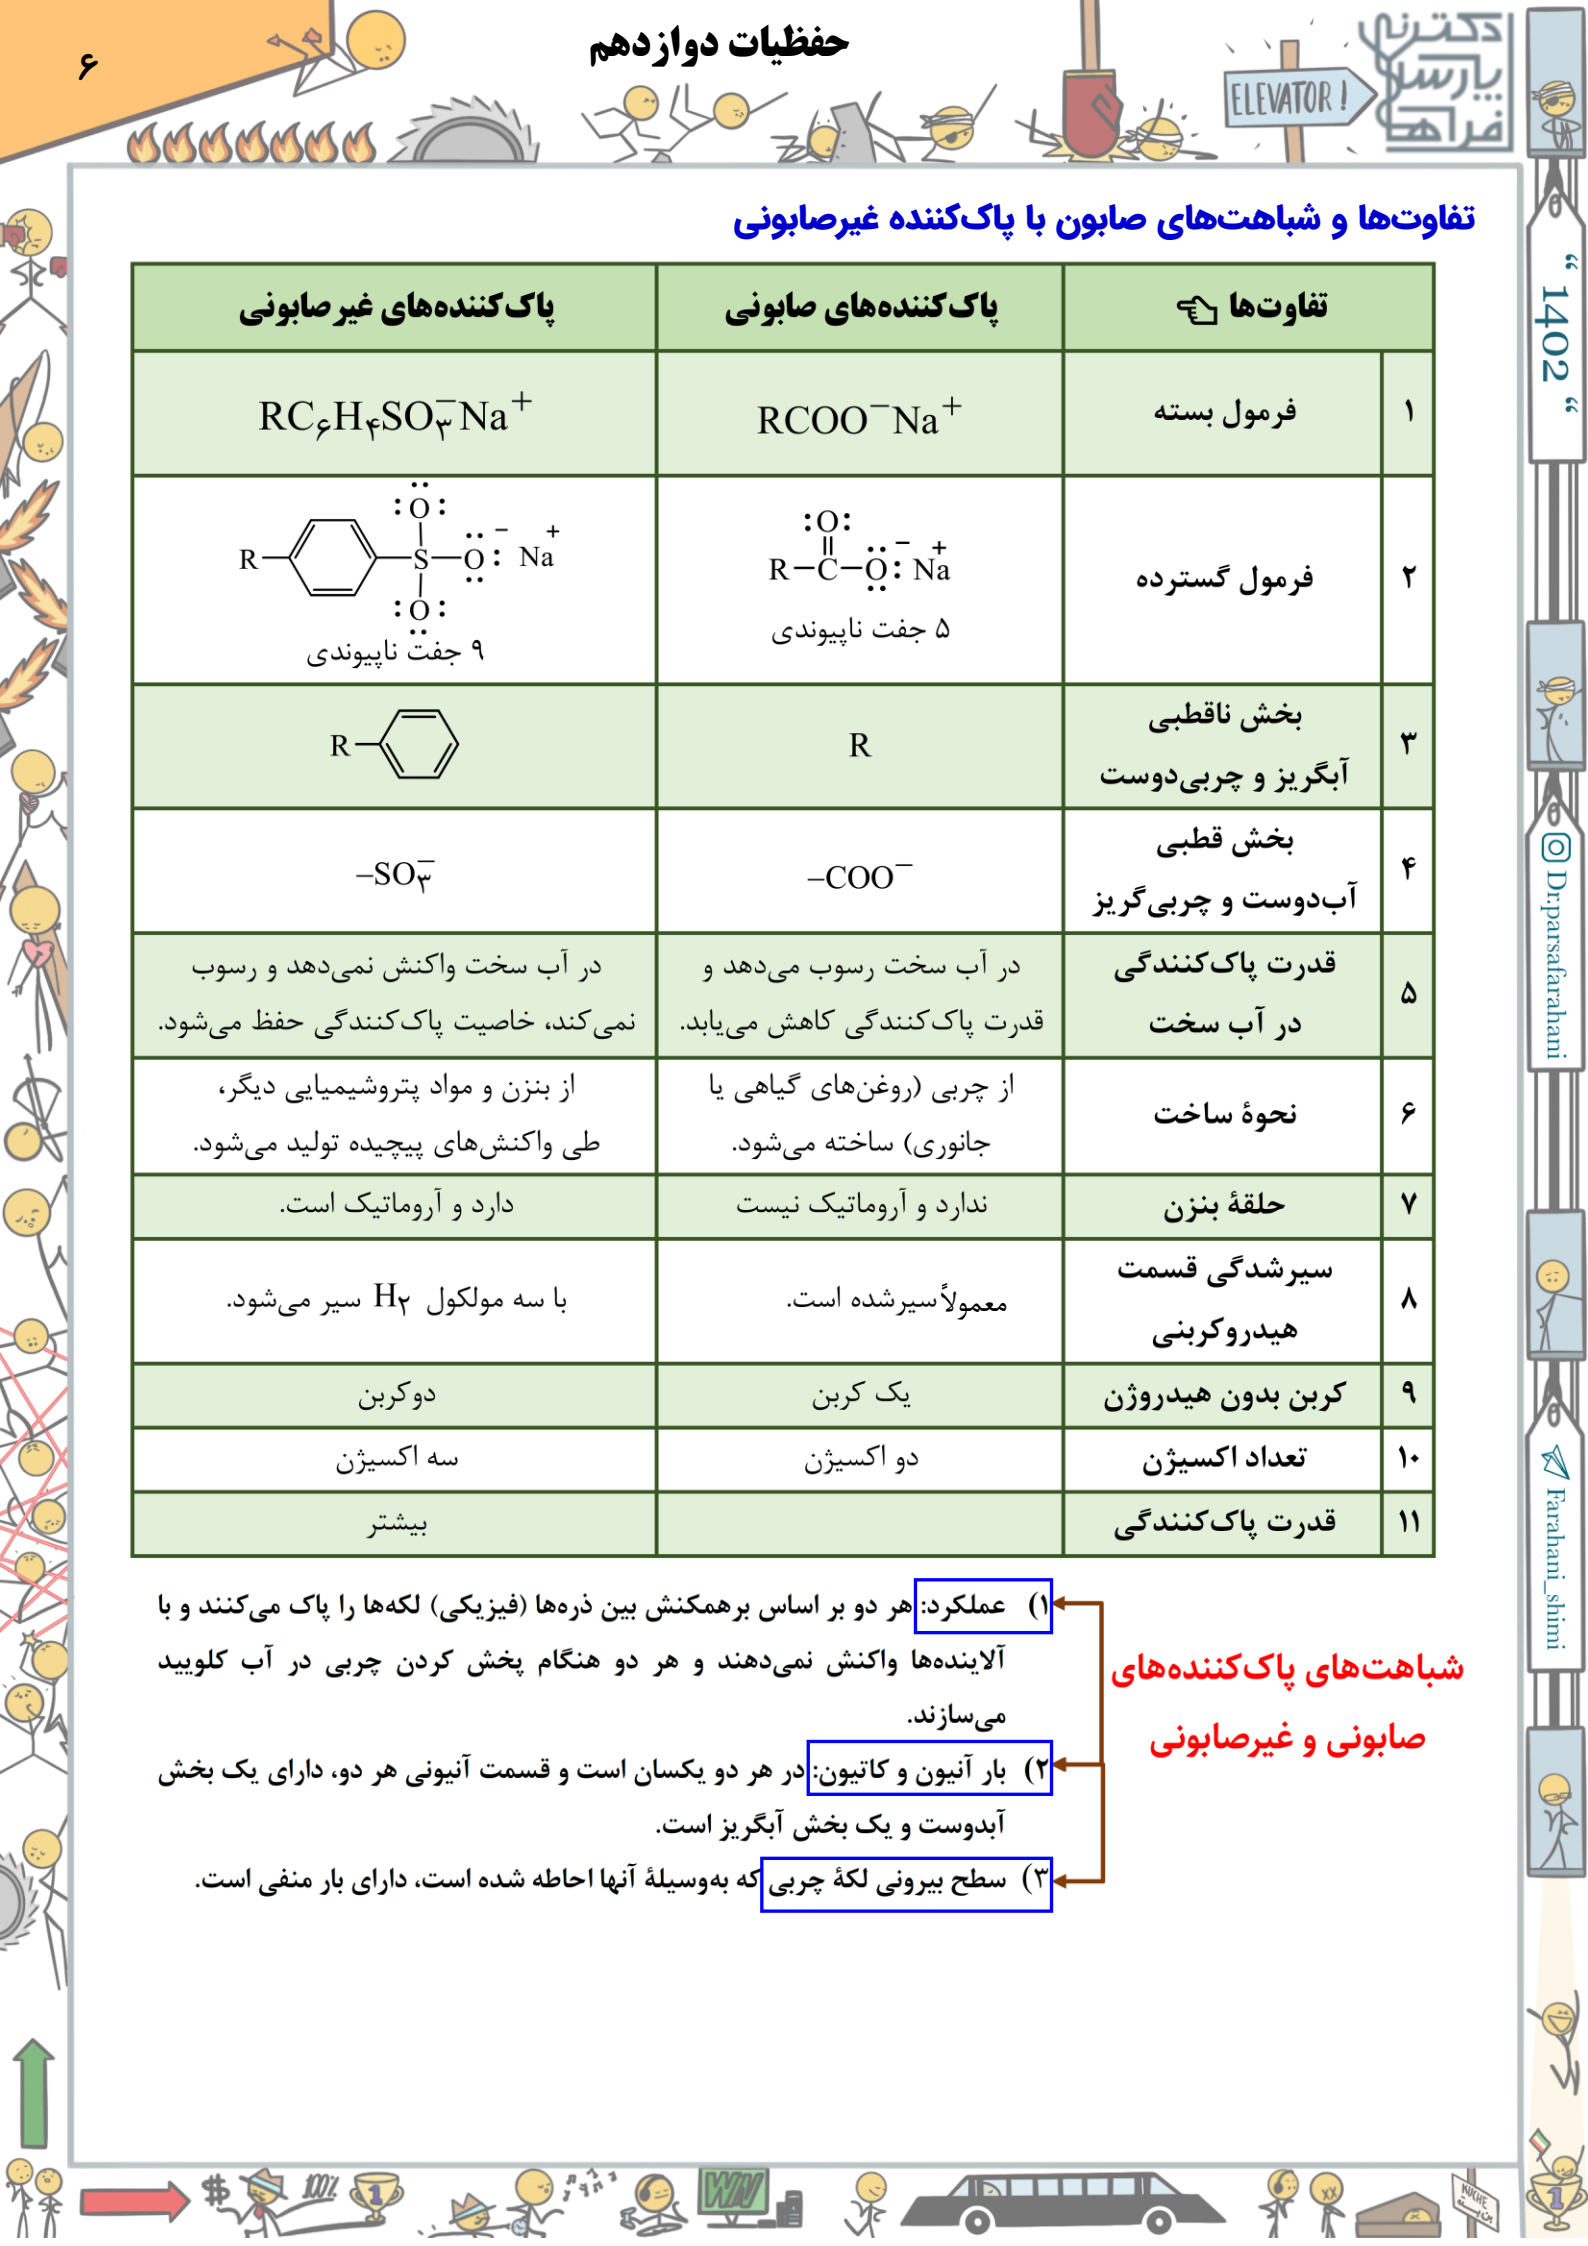 حفظیات دوازدهم
۶
ELEVATOR !
دکتر
پارسا
فراهانی
تفاوت‌ها و شباهت‌های صابون با پاک‌کننده غیرصابونی
تفاوت‌ها پاک‌کننده‌های صابونی پاک‌کننده‌های غیرصابونی
۱ فرمول بسته RCOO⁻Na⁺ RC۶H۴SO۳⁻Na⁺
۲ فرمول گسترده
R–C–O Na
O
۵ جفت ناپیوندی
R S O Na
O
O
۹ جفت ناپیوندی
۳ بخش ناقطبی
آبگریز و چربی‌دوست
R
R
۴ بخش قطبی
آب‌دوست و چربی‌گریز
–COO⁻
–SO۳⁻
۵ قدرت پاک‌کنندگی
در آب سخت
در آب سخت رسوب می‌دهد و
قدرت پاک‌کنندگی کاهش می‌یابد.
در آب سخت واکنش نمی‌دهد و رسوب
نمی‌کند، خاصیت پاک‌کنندگی حفظ می‌شود.
۶ نحوهٔ ساخت
از چربی (روغن‌های گیاهی یا
جانوری) ساخته می‌شود.
از بنزن و مواد پتروشیمیایی دیگر،
طی واکنش‌های پیچیده تولید می‌شود.
۷ حلقهٔ بنزن ندارد و آروماتیک نیست دارد و آروماتیک است.
۸ سیرشدگی قسمت
هیدروکربنی
معمولاً سیرشده است.
با سه مولکول H۲ سیر می‌شود.
۹ کربن بدون هیدروژن یک کربن دوکربن
۱۰ تعداد اکسیژن دو اکسیژن سه اکسیژن
۱۱ قدرت پاک‌کنندگی بیشتر
شباهت‌های پاک‌کننده‌های
صابونی و غیرصابونی
۱) عملکرد: هر دو بر اساس برهمکنش بین ذره‌ها (فیزیکی) لکه‌ها را پاک می‌کنند و با
آلاینده‌ها واکنش نمی‌دهند و هر دو هنگام پخش کردن چربی در آب کلویید
می‌سازند.
۲) بار آنیون و کاتیون: در هر دو یکسان است و قسمت آنیونی هر دو، دارای یک بخش
آبدوست و یک بخش آبگریز است.
۳) سطح بیرونی لکهٔ چربی که به‌وسیلهٔ آنها احاطه شده است، دارای بار منفی است.
“ 1402 “
Dr.parsafarahani
Farahani_shimi
$
100%
1
WIN
KUCHE
بن بسته
1